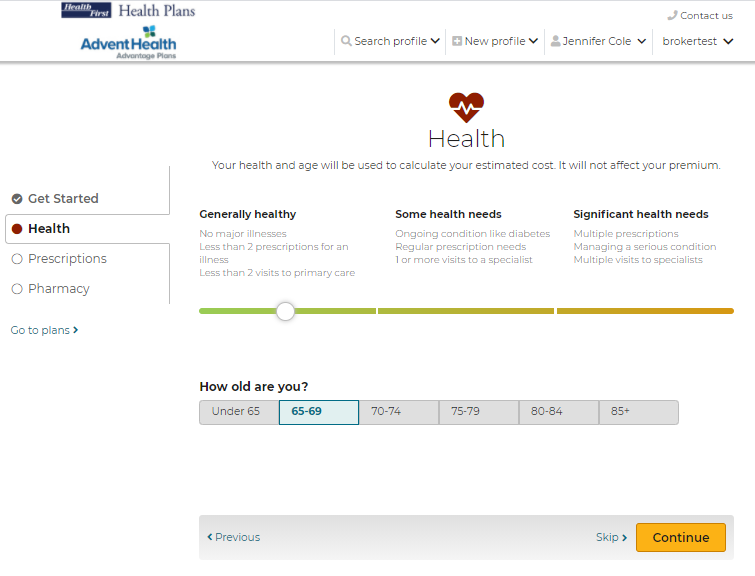 Health First Health Plans
Contact us
AdventHealth
Advantage Plans
Search profile
New profile
Jennifer Cole
brokertest
Health
Your health and age will be used to calculate your estimated cost. It will not affect your premium.
Get Started
Health
Prescriptions
Pharmacy
Go to plans
Generally healthy
No major illnesses
Less than 2 prescriptions for an
illness
Less than 2 visits to primary care
Some health needs
Ongoing condition like diabetes
Regular prescription needs
1 or more visits to a specialist
Significant health needs
Multiple prescriptions
Managing a serious condition
Multiple visits to specialists
How old are you?
Under 65
65-69
70-74
75-79
80-84
85+
Previous
Skip
Continue